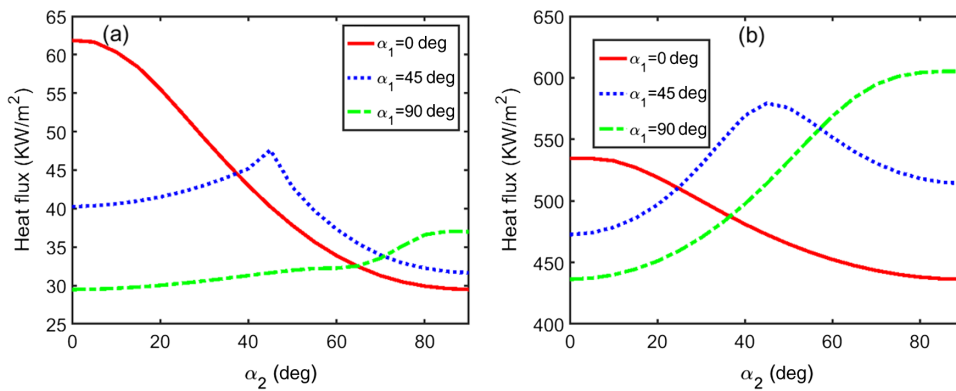 (a)
α1=0 deg
α1=45 deg
α1=90 deg
65
60
55
50
45
40
35
30
25
0
20
40
60
80
Heat flux (KW/m2)
α2 (deg)
(b)
α1=0 deg
α1=45 deg
α1=90 deg
650
600
550
500
450
400
0
20
40
60
80
Heat flux (KW/m2)
α2 (deg)